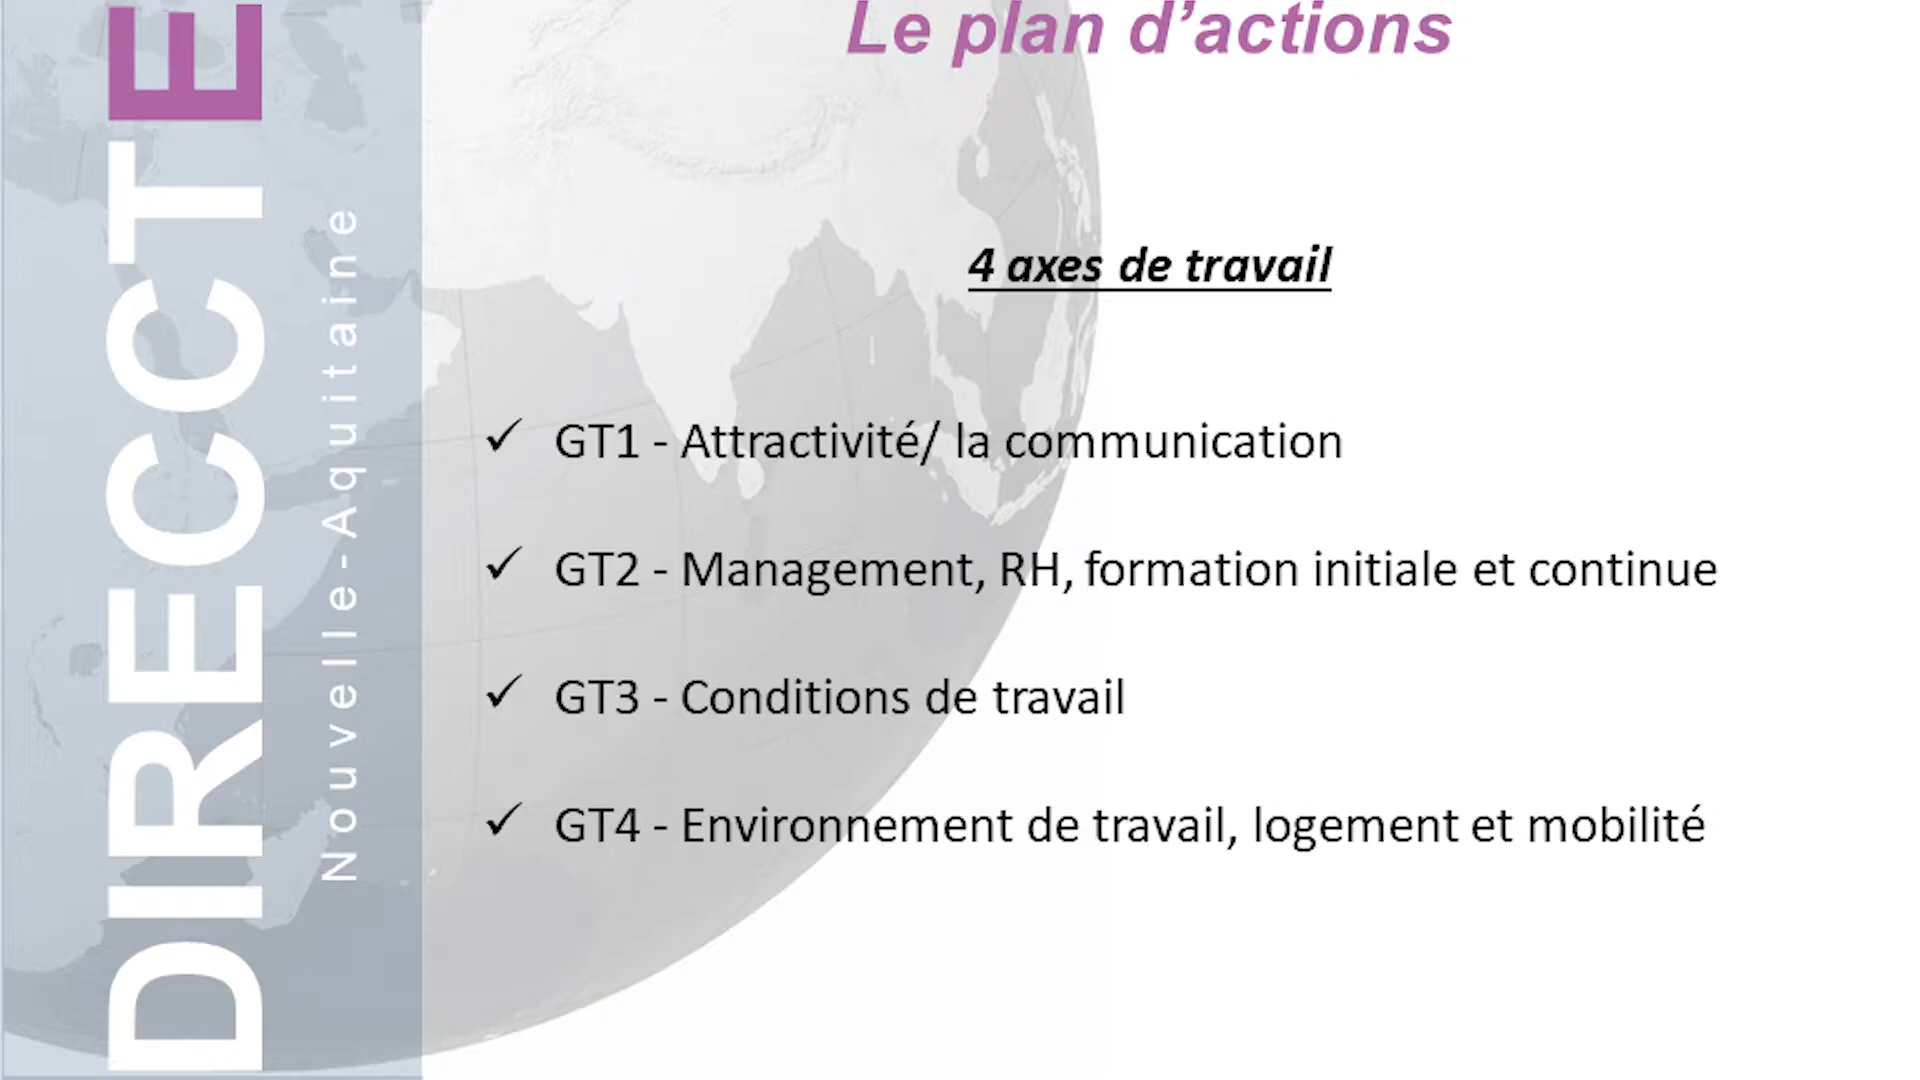 Le plan d’actions
4 axes de travail
✓ GT1 - Attractivité/ la communication
✓ GT2 - Management, RH, formation initiale et continue
✓ GT3 - Conditions de travail
✓ GT4 - Environnement de travail, logement et mobilité
DIRECCTE
Nouvelle-Aquitaine